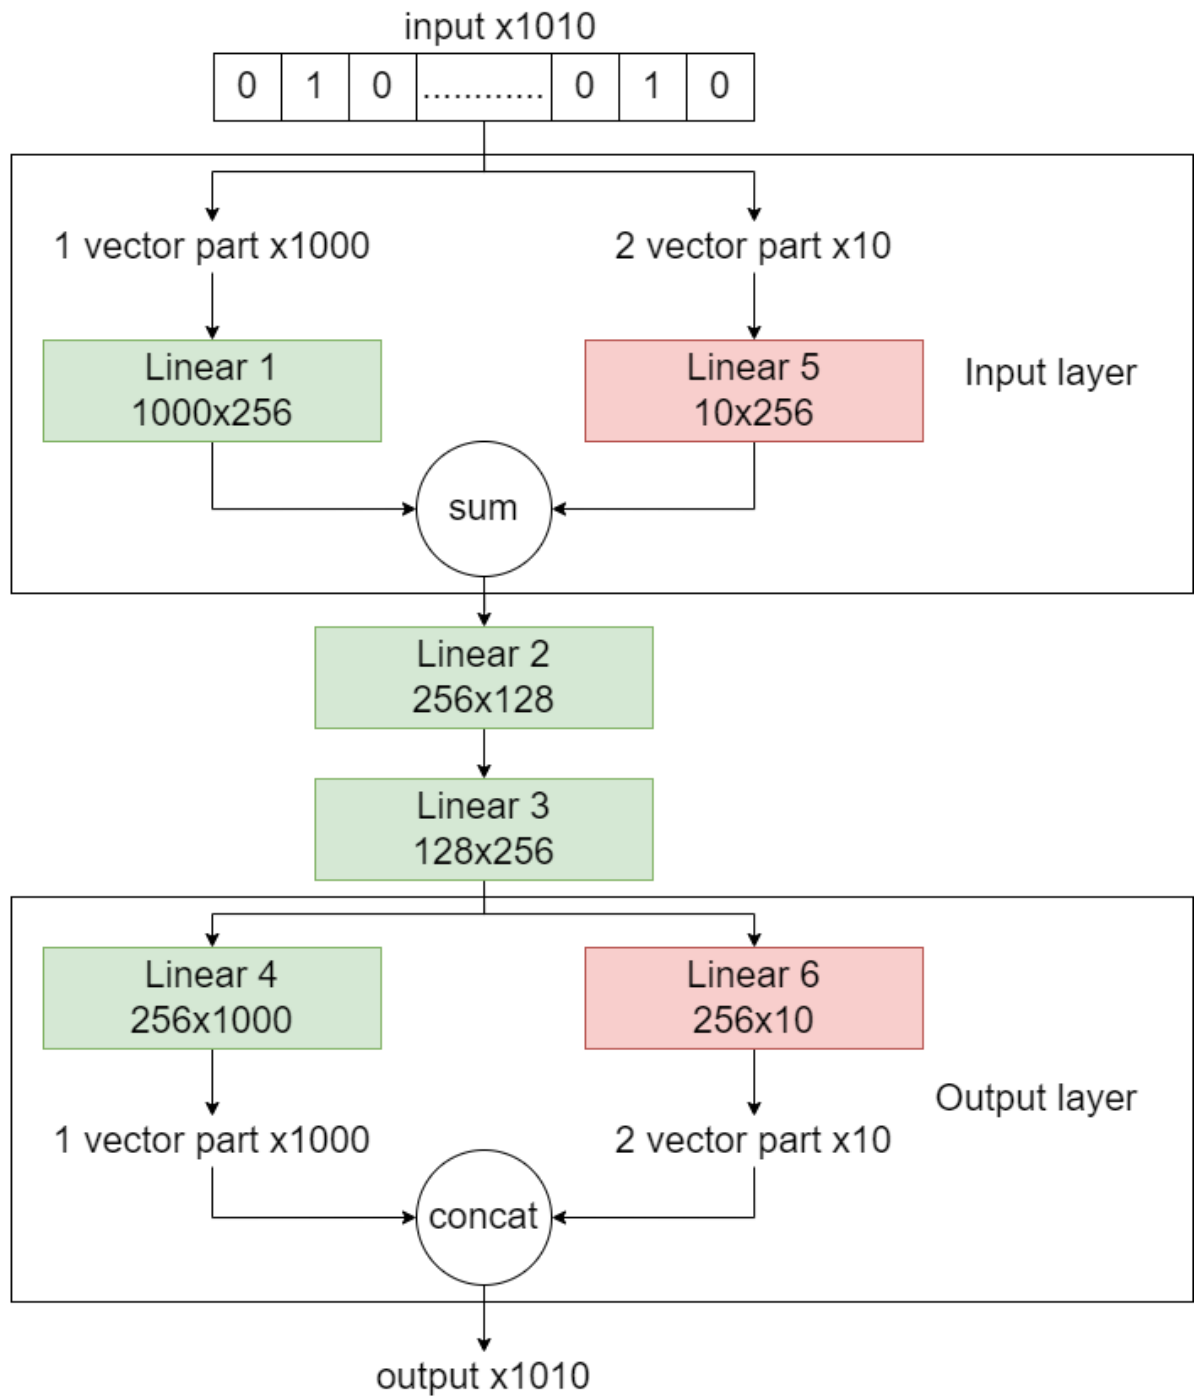 input x1010
0 1 0 ............ 0 1 0
1 vector part x1000
2 vector part x10
Linear 1
1000x256
Linear 5
10x256
Input layer
sum
Linear 2
256x128
Linear 3
128x256
Linear 4
256x1000
Linear 6
256x10
Output layer
1 vector part x1000
2 vector part x10
concat
output x1010